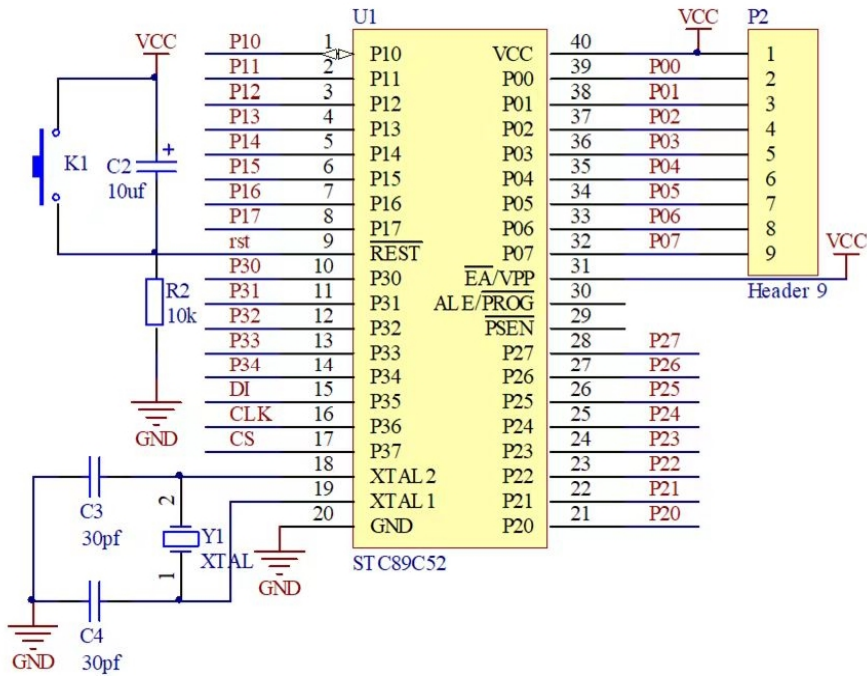 U1
P2
VCC
VCC
K1
C2
10uf
+
R2
10k
GND
P10 1 P10
P11 2 P11
P12 3 P12
P13 4 P13
P14 5 P14
P15 6 P15
P16 7 P16
P17 8 P17
rst 9 REST
P30 10 P30
P31 11 P31
P32 12 P32
P33 13 P33
P34 14 P34
DI 15 P35
CLK 16 P36
CS 17 P37
18 XTAL2
19 XTAL1
20 GND
VCC 40 1
P00 39 P00 2
P01 38 P01 3
P02 37 P02 4
P03 36 P03 5
P04 35 P04 6
P05 34 P05 7
P06 33 P06 8
P07 32 P07 9
EA/VPP 31 VCC
ALE/PROG 30
PSEN 29
P27 28 P27
P26 27 P26
P25 26 P25
P24 25 P24
P23 24 P23
P22 23 P22
P21 22 P21
P20 21 P20
Header 9
STC89C52
C3
30pf
2
Y1
XTAL
1
C4
30pf
GND
GND